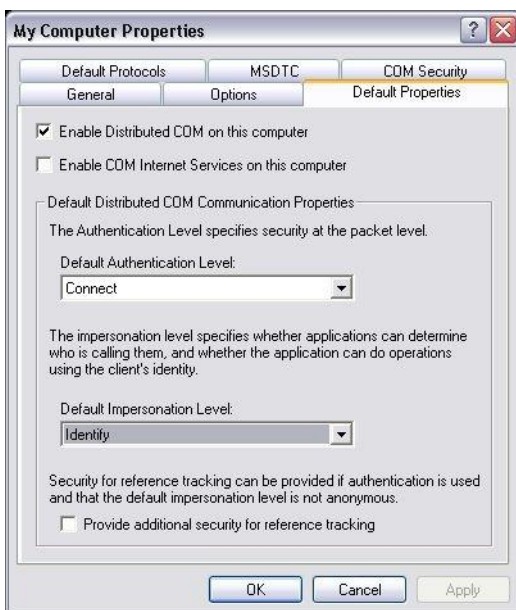 My Computer Properties
Default Protocols MSDTC COM Security
General Options Default Properties
Enable Distributed COM on this computer
Enable COM Internet Services on this computer
Default Distributed COM Communication Properties
The Authentication Level specifies security at the packet level.
Default Authentication Level:
Connect
The impersonation level specifies whether applications can determine
who is calling them, and whether the application can do operations
using the client's identity.
Default Impersonation Level:
Identify
Security for reference tracking can be provided if authentication is used
and that the default impersonation level is not anonymous.
Provide additional security for reference tracking
OK Cancel Apply